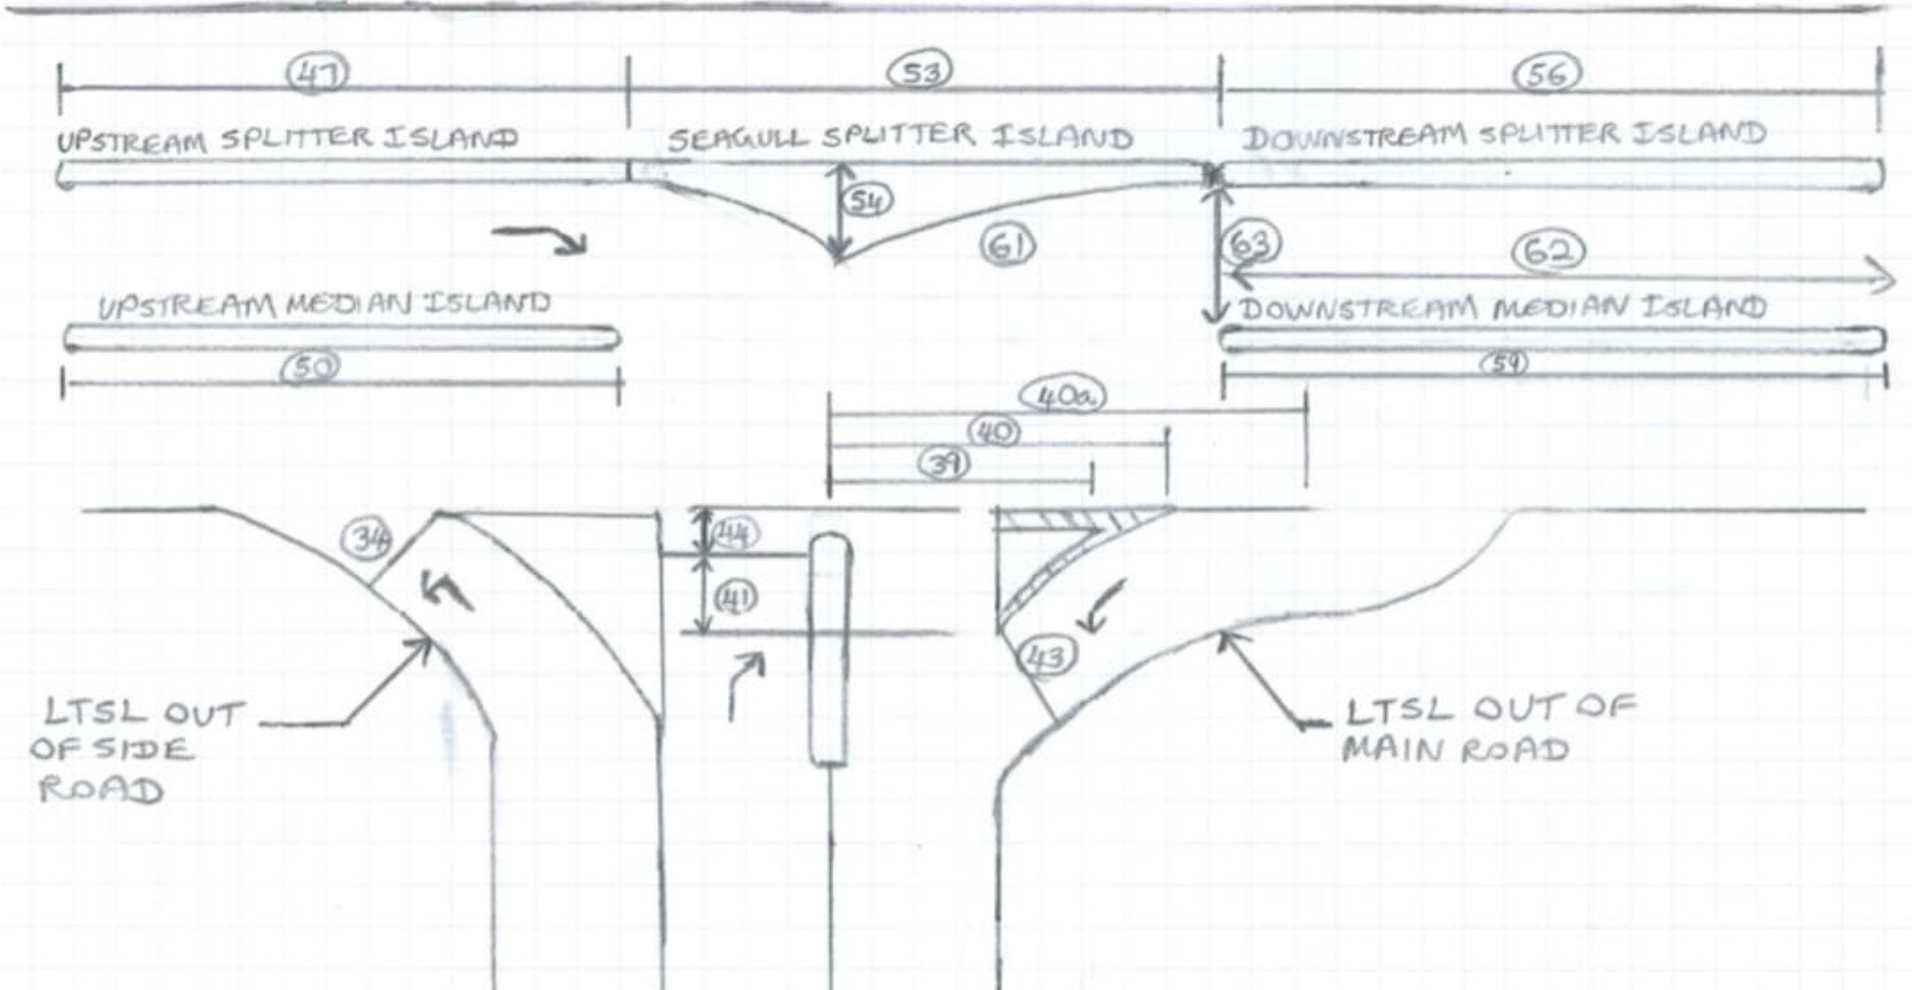 47 53 56
UPSTREAM SPLITTER ISLAND SEAGULL SPLITTER ISLAND DOWNSTREAM SPLITTER ISLAND
54
61 63 62
UPSTREAM MEDIAN ISLAND DOWNSTREAM MEDIAN ISLAND
50 59
40a
40
39
34 44
41
43
LTSL OUT
OF SIDE
ROAD
LTSL OUT OF
MAIN ROAD